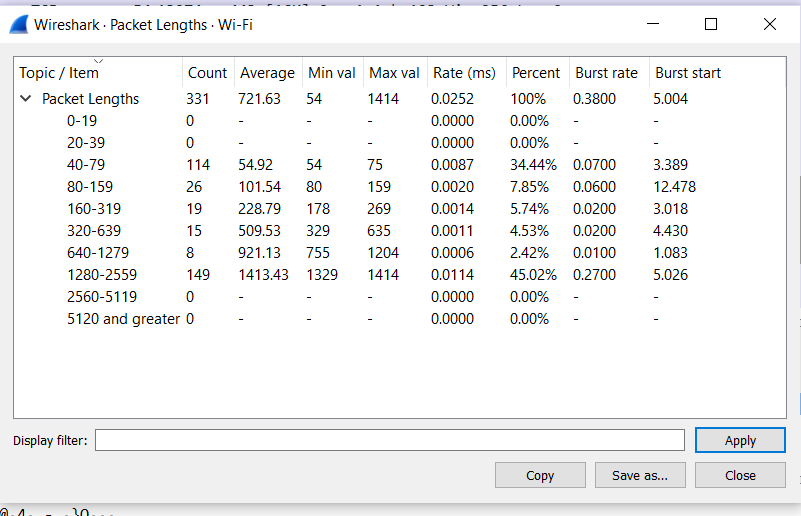 Wireshark · Packet Lengths · Wi-Fi
Topic / Item Count Average Min val Max val Rate (ms) Percent Burst rate Burst start
Packet Lengths 331 721.63 54 1414 0.0252 100% 0.3800 5.004
0-19 0 - - - 0.0000 0.00% - -
20-39 0 - - - 0.0000 0.00% - -
40-79 114 54.92 54 75 0.0087 34.44% 0.0700 3.389
80-159 26 101.54 80 159 0.0020 7.85% 0.0600 12.478
160-319 19 228.79 178 269 0.0014 5.74% 0.0200 3.018
320-639 15 509.53 329 635 0.0011 4.53% 0.0200 4.430
640-1279 8 921.13 755 1204 0.0006 2.42% 0.0100 1.083
1280-2559 149 1413.43 1329 1414 0.0114 45.02% 0.2700 5.026
2560-5119 0 - - - 0.0000 0.00% - -
5120 and greater 0 - - - 0.0000 0.00% - -
Display filter: Apply
Copy Save as... Close